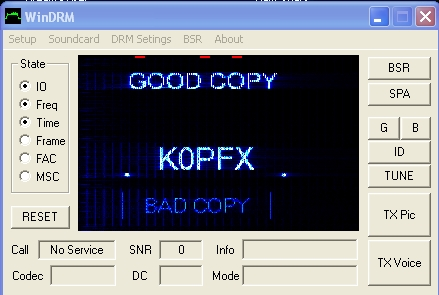 WinDRM
Setup Soundcard DRM Setings BSR About
State
IO
Freq
Time
Frame
FAC
MSC
RESET
GOOD COPY
K0PFX
BAD COPY
BSR
SPA
G B
ID
TUNE
TX Pic
TX Voice
Call No Service SNR 0 Info
Codec DC Mode